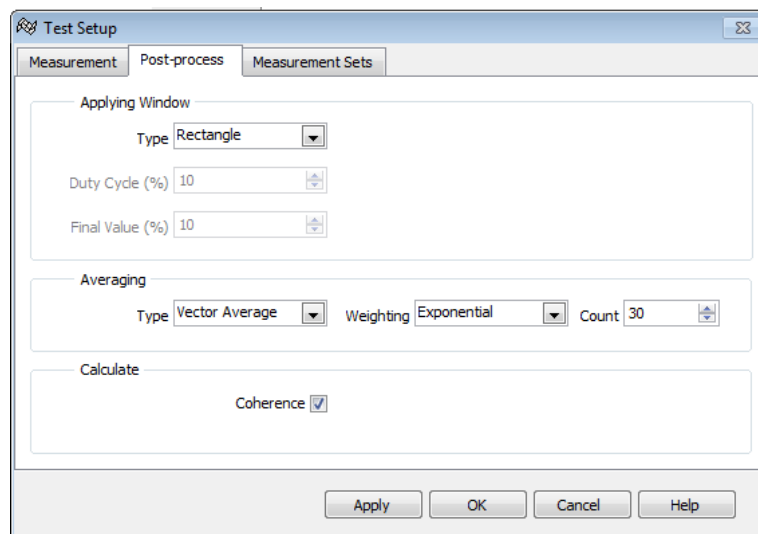 Test Setup
Measurement Post-process Measurement Sets
Applying Window
Type Rectangle
Duty Cycle (%) 10
Final Value (%) 10
Averaging
Type Vector Average Weighting Exponential Count 30
Calculate
Coherence
Apply OK Cancel Help